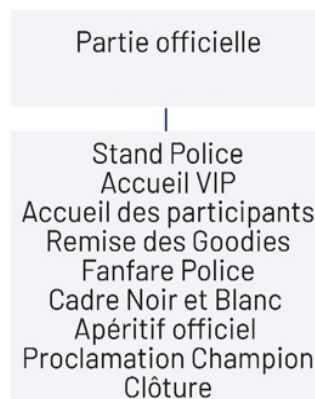 Partie officielle
Stand Police
Accueil VIP
Accueil des participants
Remise des Goodies
Fanfare Police
Cadre Noir et Blanc
Apéritif officiel
Proclamation Champion
Clôture